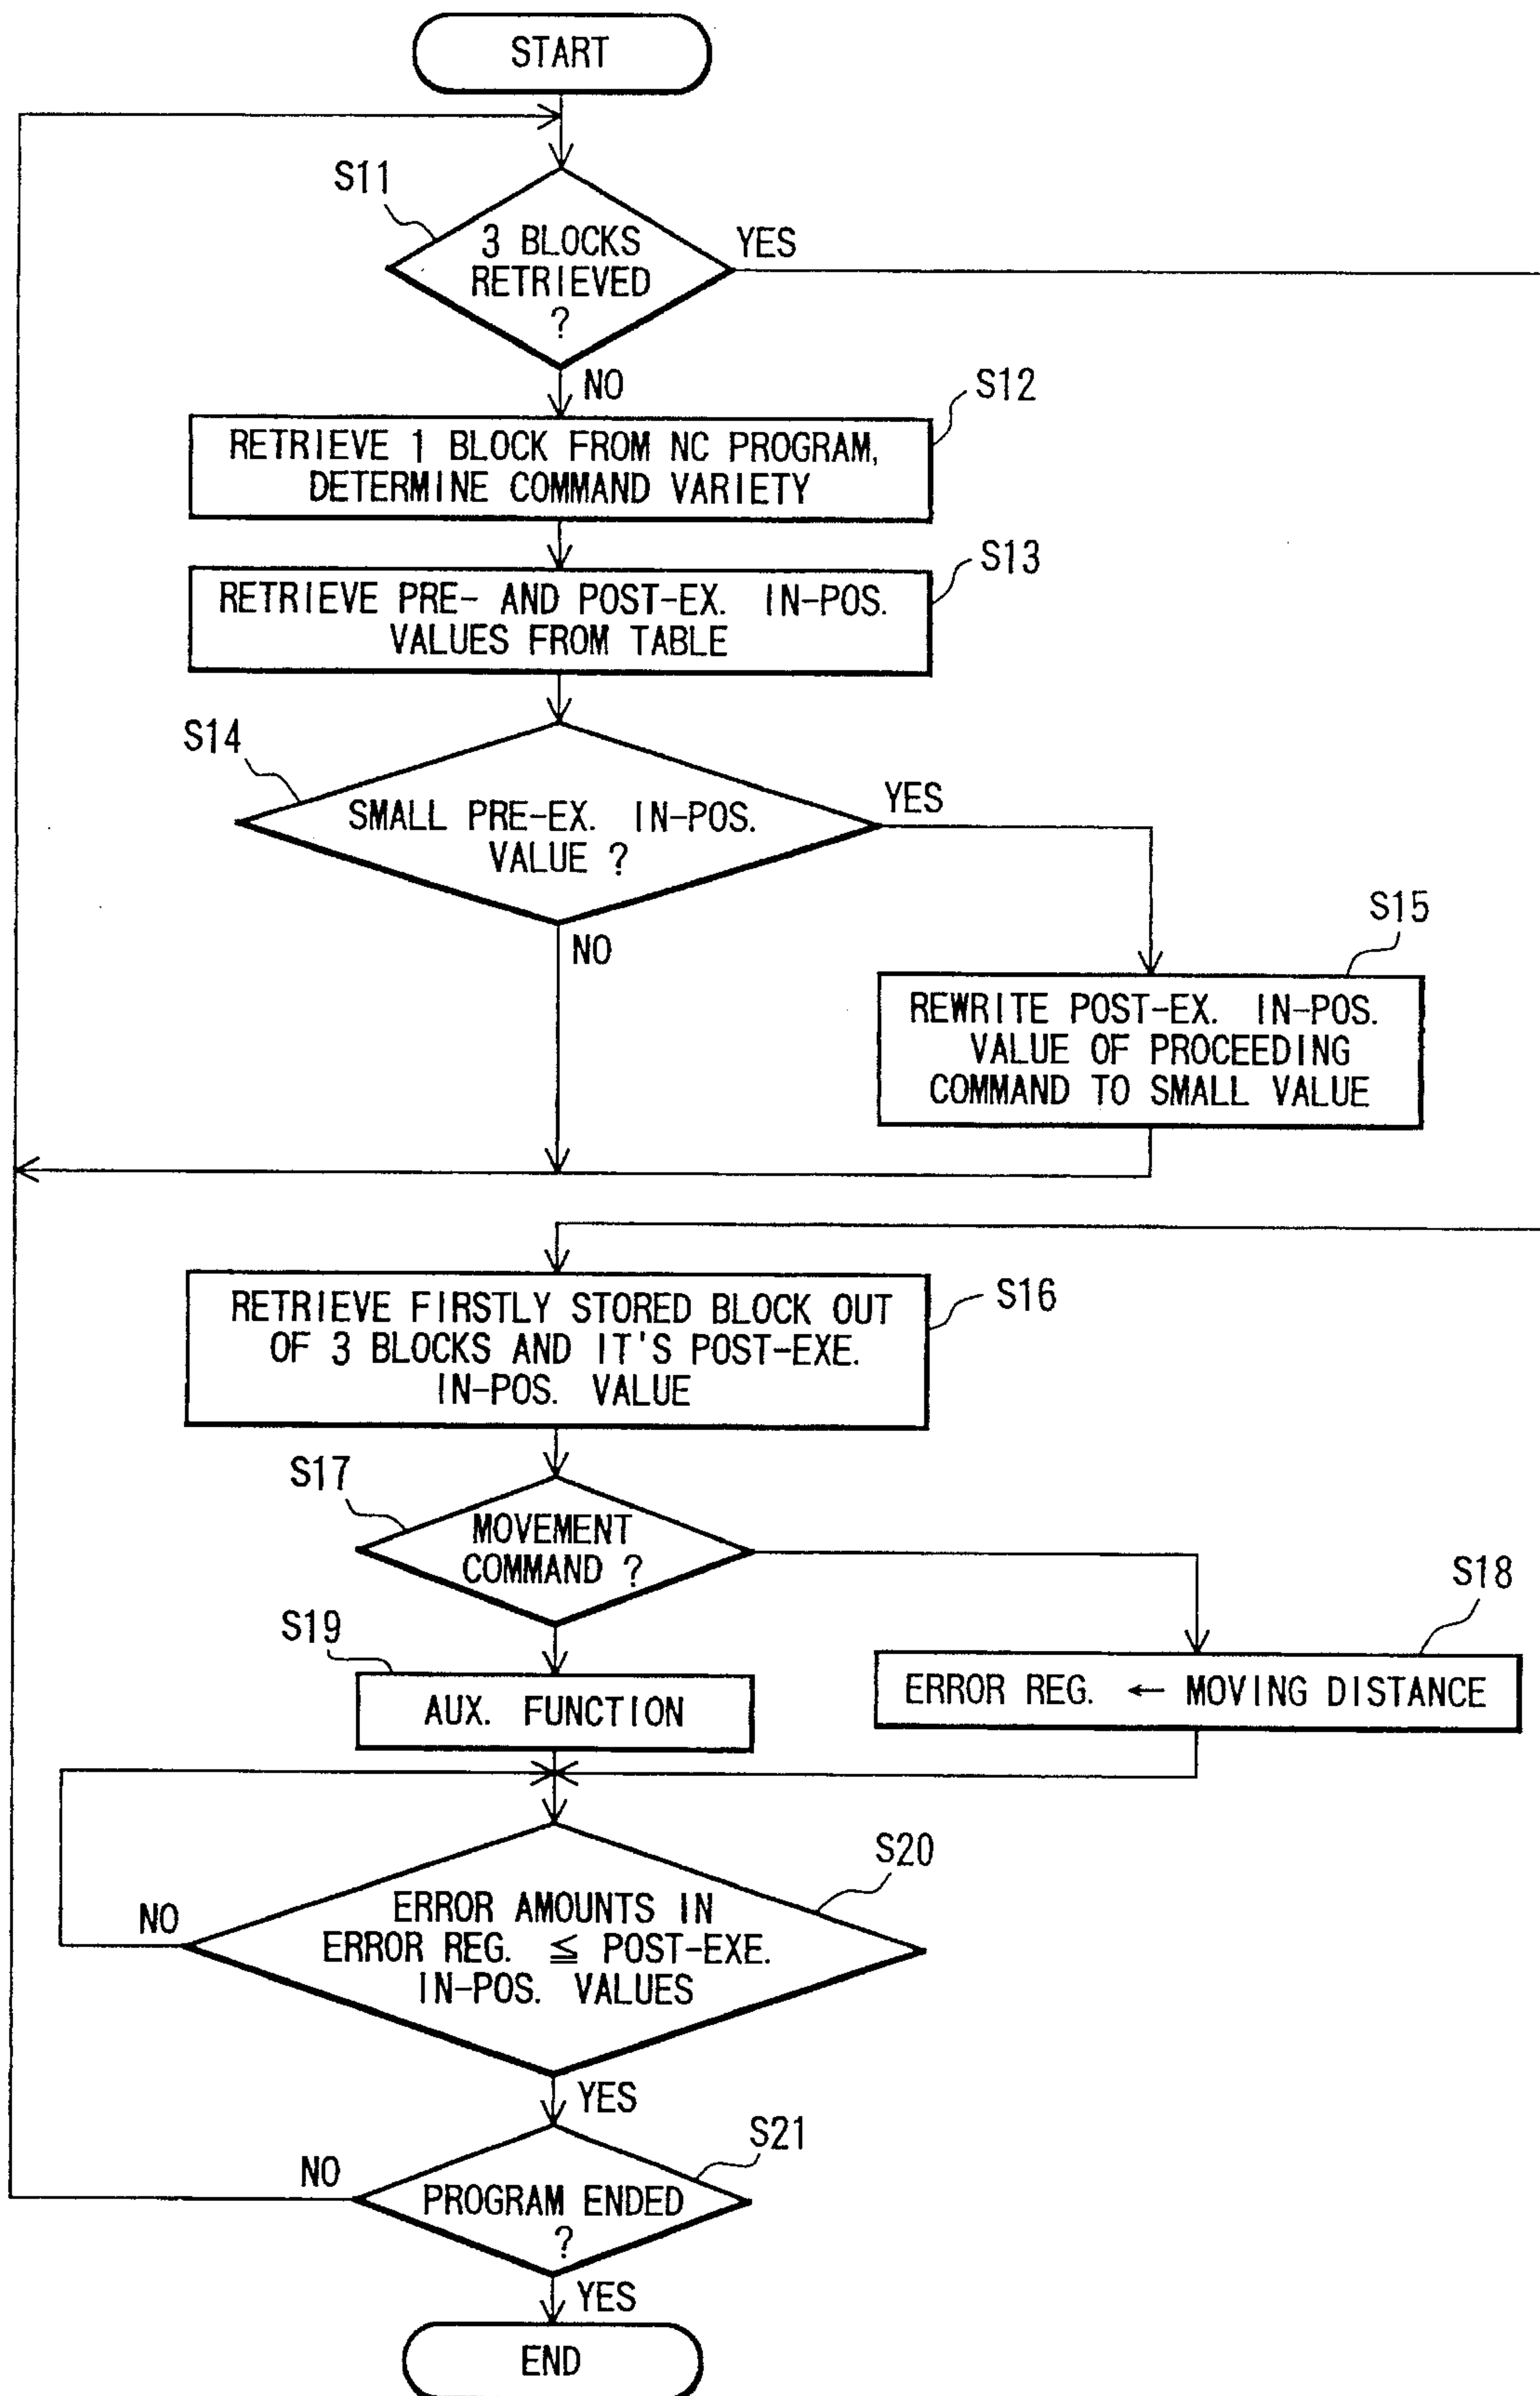 START
S11
3 BLOCKS
RETRIEVED
?
YES
NO
S12
RETRIEVE 1 BLOCK FROM NC PROGRAM,
DETERMINE COMMAND VARIETY
S13
RETRIEVE PRE- AND POST-EX. IN-POS.
VALUES FROM TABLE
S14
SMALL PRE-EX. IN-POS.
VALUE ?
YES
NO
S15
REWRITE POST-EX. IN-POS.
VALUE OF PROCEEDING
COMMAND TO SMALL VALUE
S16
RETRIEVE FIRSTLY STORED BLOCK OUT
OF 3 BLOCKS AND IT'S POST-EXE.
IN-POS. VALUE
S17
MOVEMENT
COMMAND ?
S18
ERROR REG. ← MOVING DISTANCE
S19
AUX. FUNCTION
S20
ERROR AMOUNTS IN
ERROR REG. ≦ POST-EXE.
IN-POS. VALUES
NO
YES
S21
PROGRAM ENDED
?
NO
YES
END